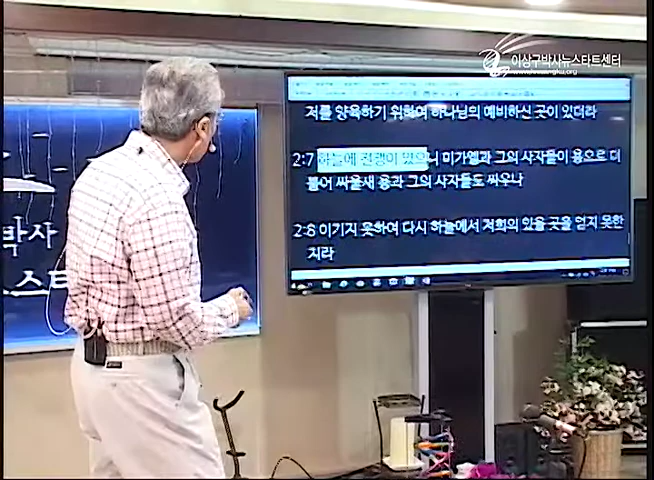 이상구박사뉴스타트센터
저를 양육하기 위하여 하나님의 예비하신 곳이 있더라
2:7 하늘에 전쟁이 있으니 미가엘과 그의 사자들이 용으로 더
불어 싸울새 용과 그의 사자들도 싸우나
2:8 이기지 못하여 다시 하늘에서 저희의 있을 곳을 얻지 못한
지라
박사
스트